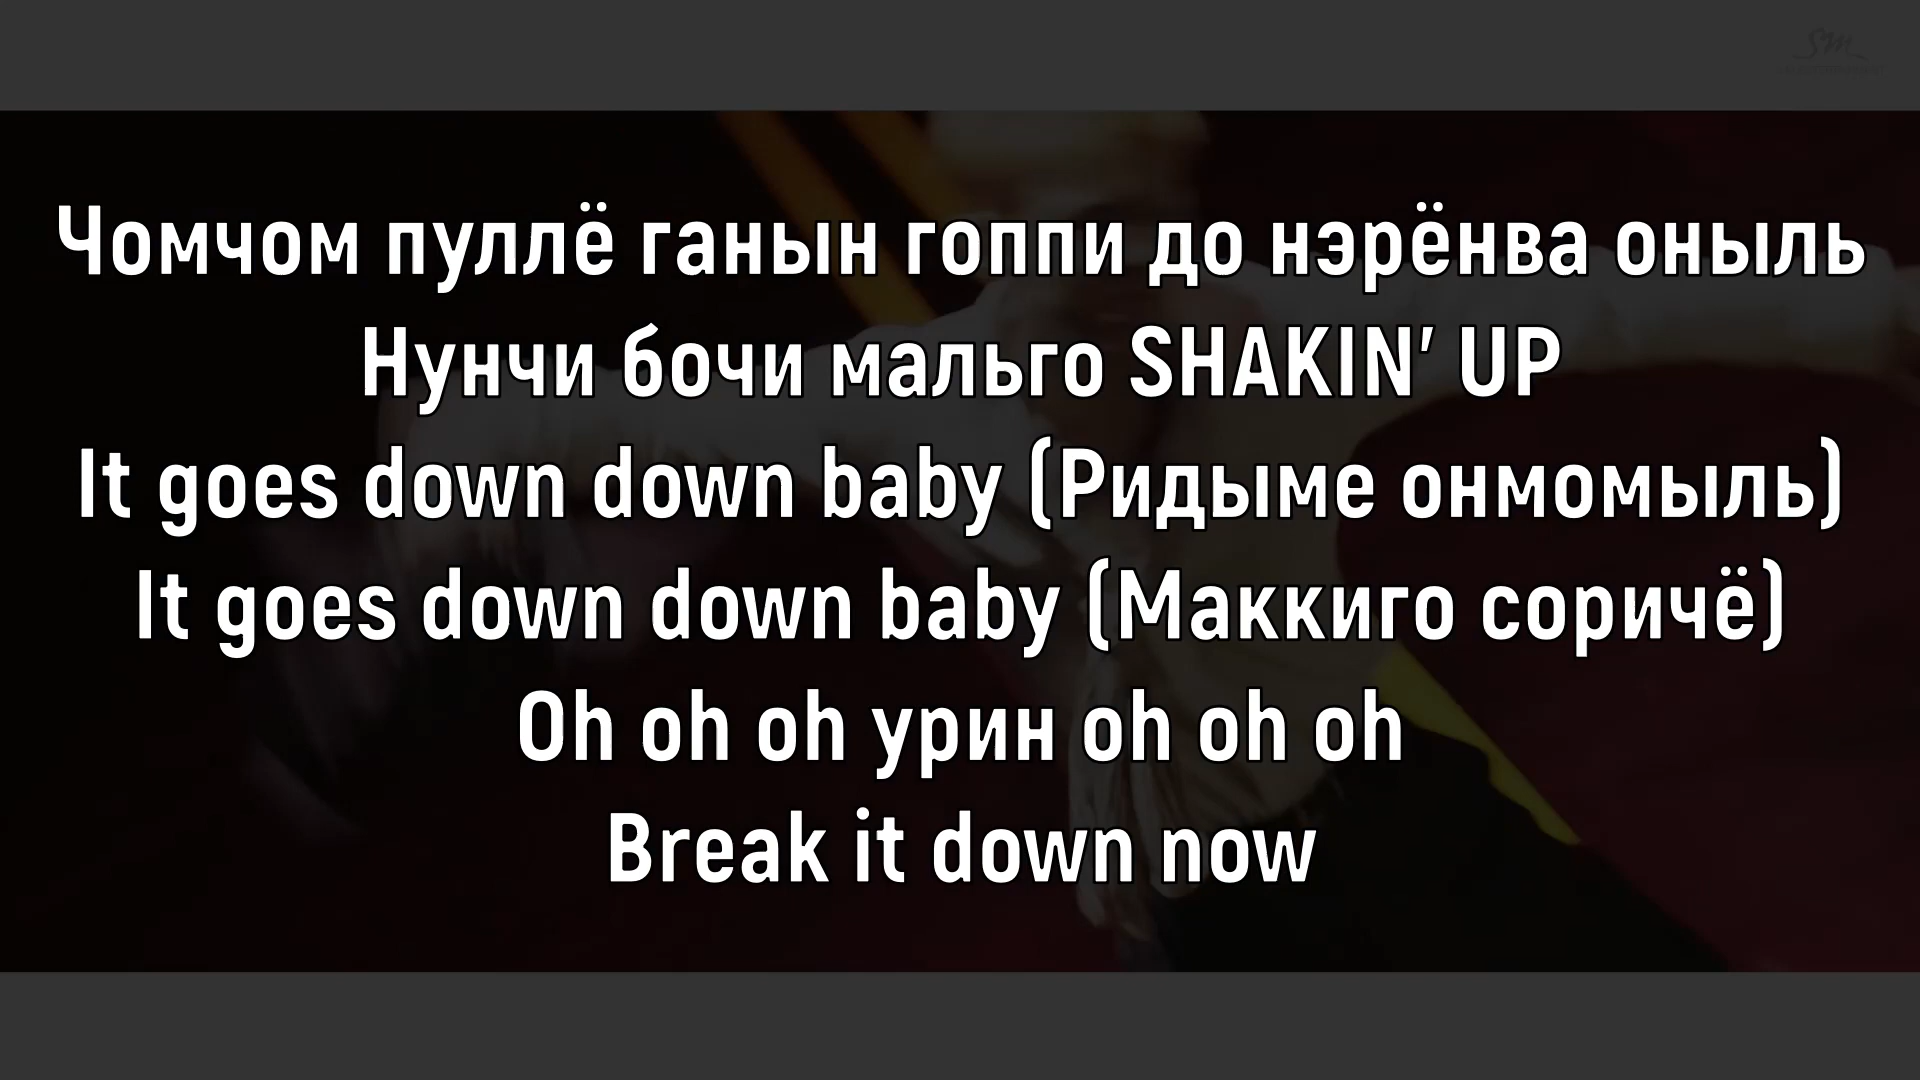 SM
Чомчом пуллё ганын гоппи до нэрёнва оныль
Нунчи бочи мальго SHAKIN' UP
It goes down down baby (Ридыме онмомыль)
It goes down down baby (Маккиго соричё)
Oh oh oh урин oh oh oh
Break it down now